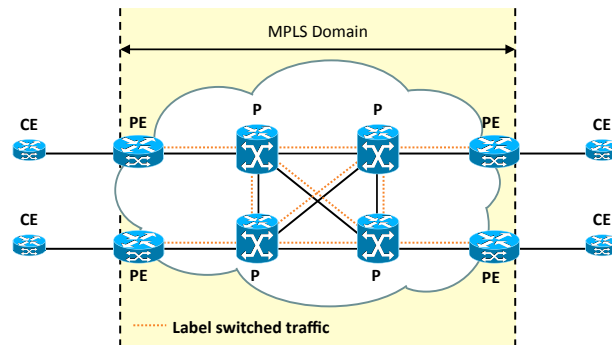 MPLS Domain
P P
CE PE PE CE
CE CE
PE P P PE
Label switched traffic